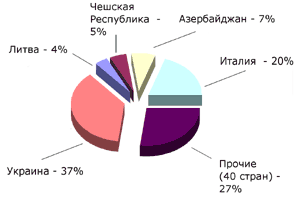 Чешская
Республика -
5%
Азербайджан - 7%
Литва - 4%
Италия - 20%
Украина - 37%
Прочие
(40 стран) -
27%